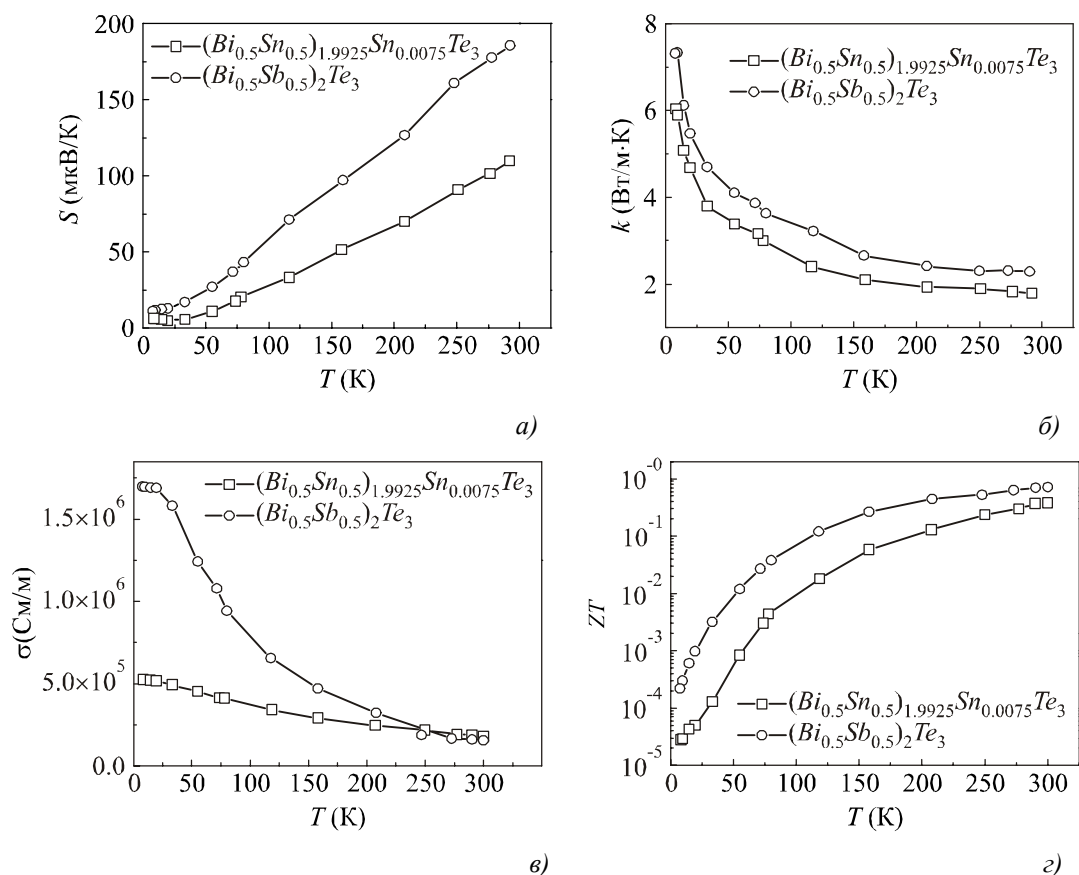 200
150
100
50
0
S (мкВ/К)
(Bi0.5Sn0.5)1.9925Sn0.0075Te3
(Bi0.5Sb0.5)2Te3
0 50 100 150 200 250 300
T (К)
а)
8
6
4
2
k (Вт/м·К)
(Bi0.5Sn0.5)1.9925Sn0.0075Te3
(Bi0.5Sb0.5)2Te3
0 50 100 150 200 250 300
T (К)
б)
1.5×10^6
1.0×10^6
5.0×10^5
0.0
σ(См/м)
(Bi0.5Sn0.5)1.9925Sn0.0075Te3
(Bi0.5Sb0.5)2Te3
0 50 100 150 200 250 300
T (К)
в)
10^-0
10^0
10^-1
10^-2
10^-3
10^-4
10^-5
ZT
(Bi0.5Sn0.5)1.9925Sn0.0075Te3
(Bi0.5Sb0.5)2Te3
0 50 100 150 200 250 300
T (К)
г)